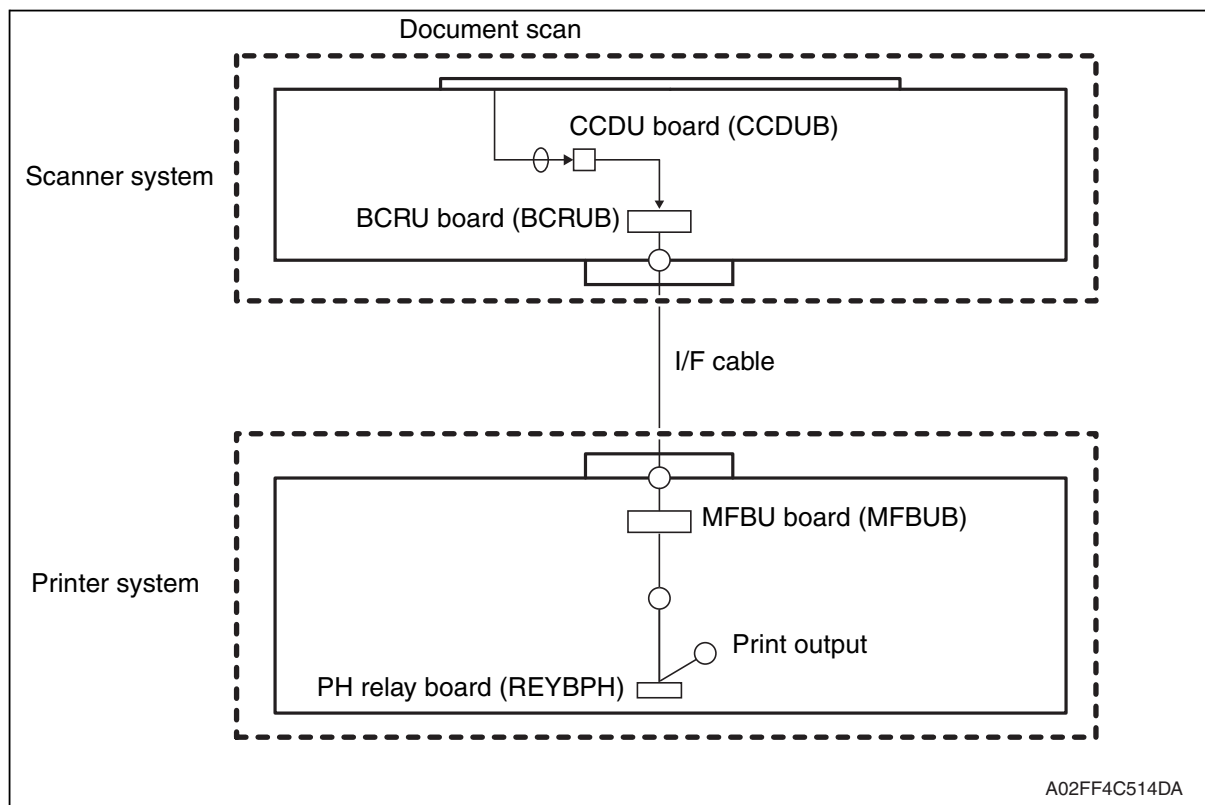 Document scan
CCDU board (CCDUB)
Scanner system
BCRU board (BCRUB)
I/F cable
MFBU board (MFBUB)
Printer system
Print output
PH relay board (REYBPH)
A02FF4C514DA